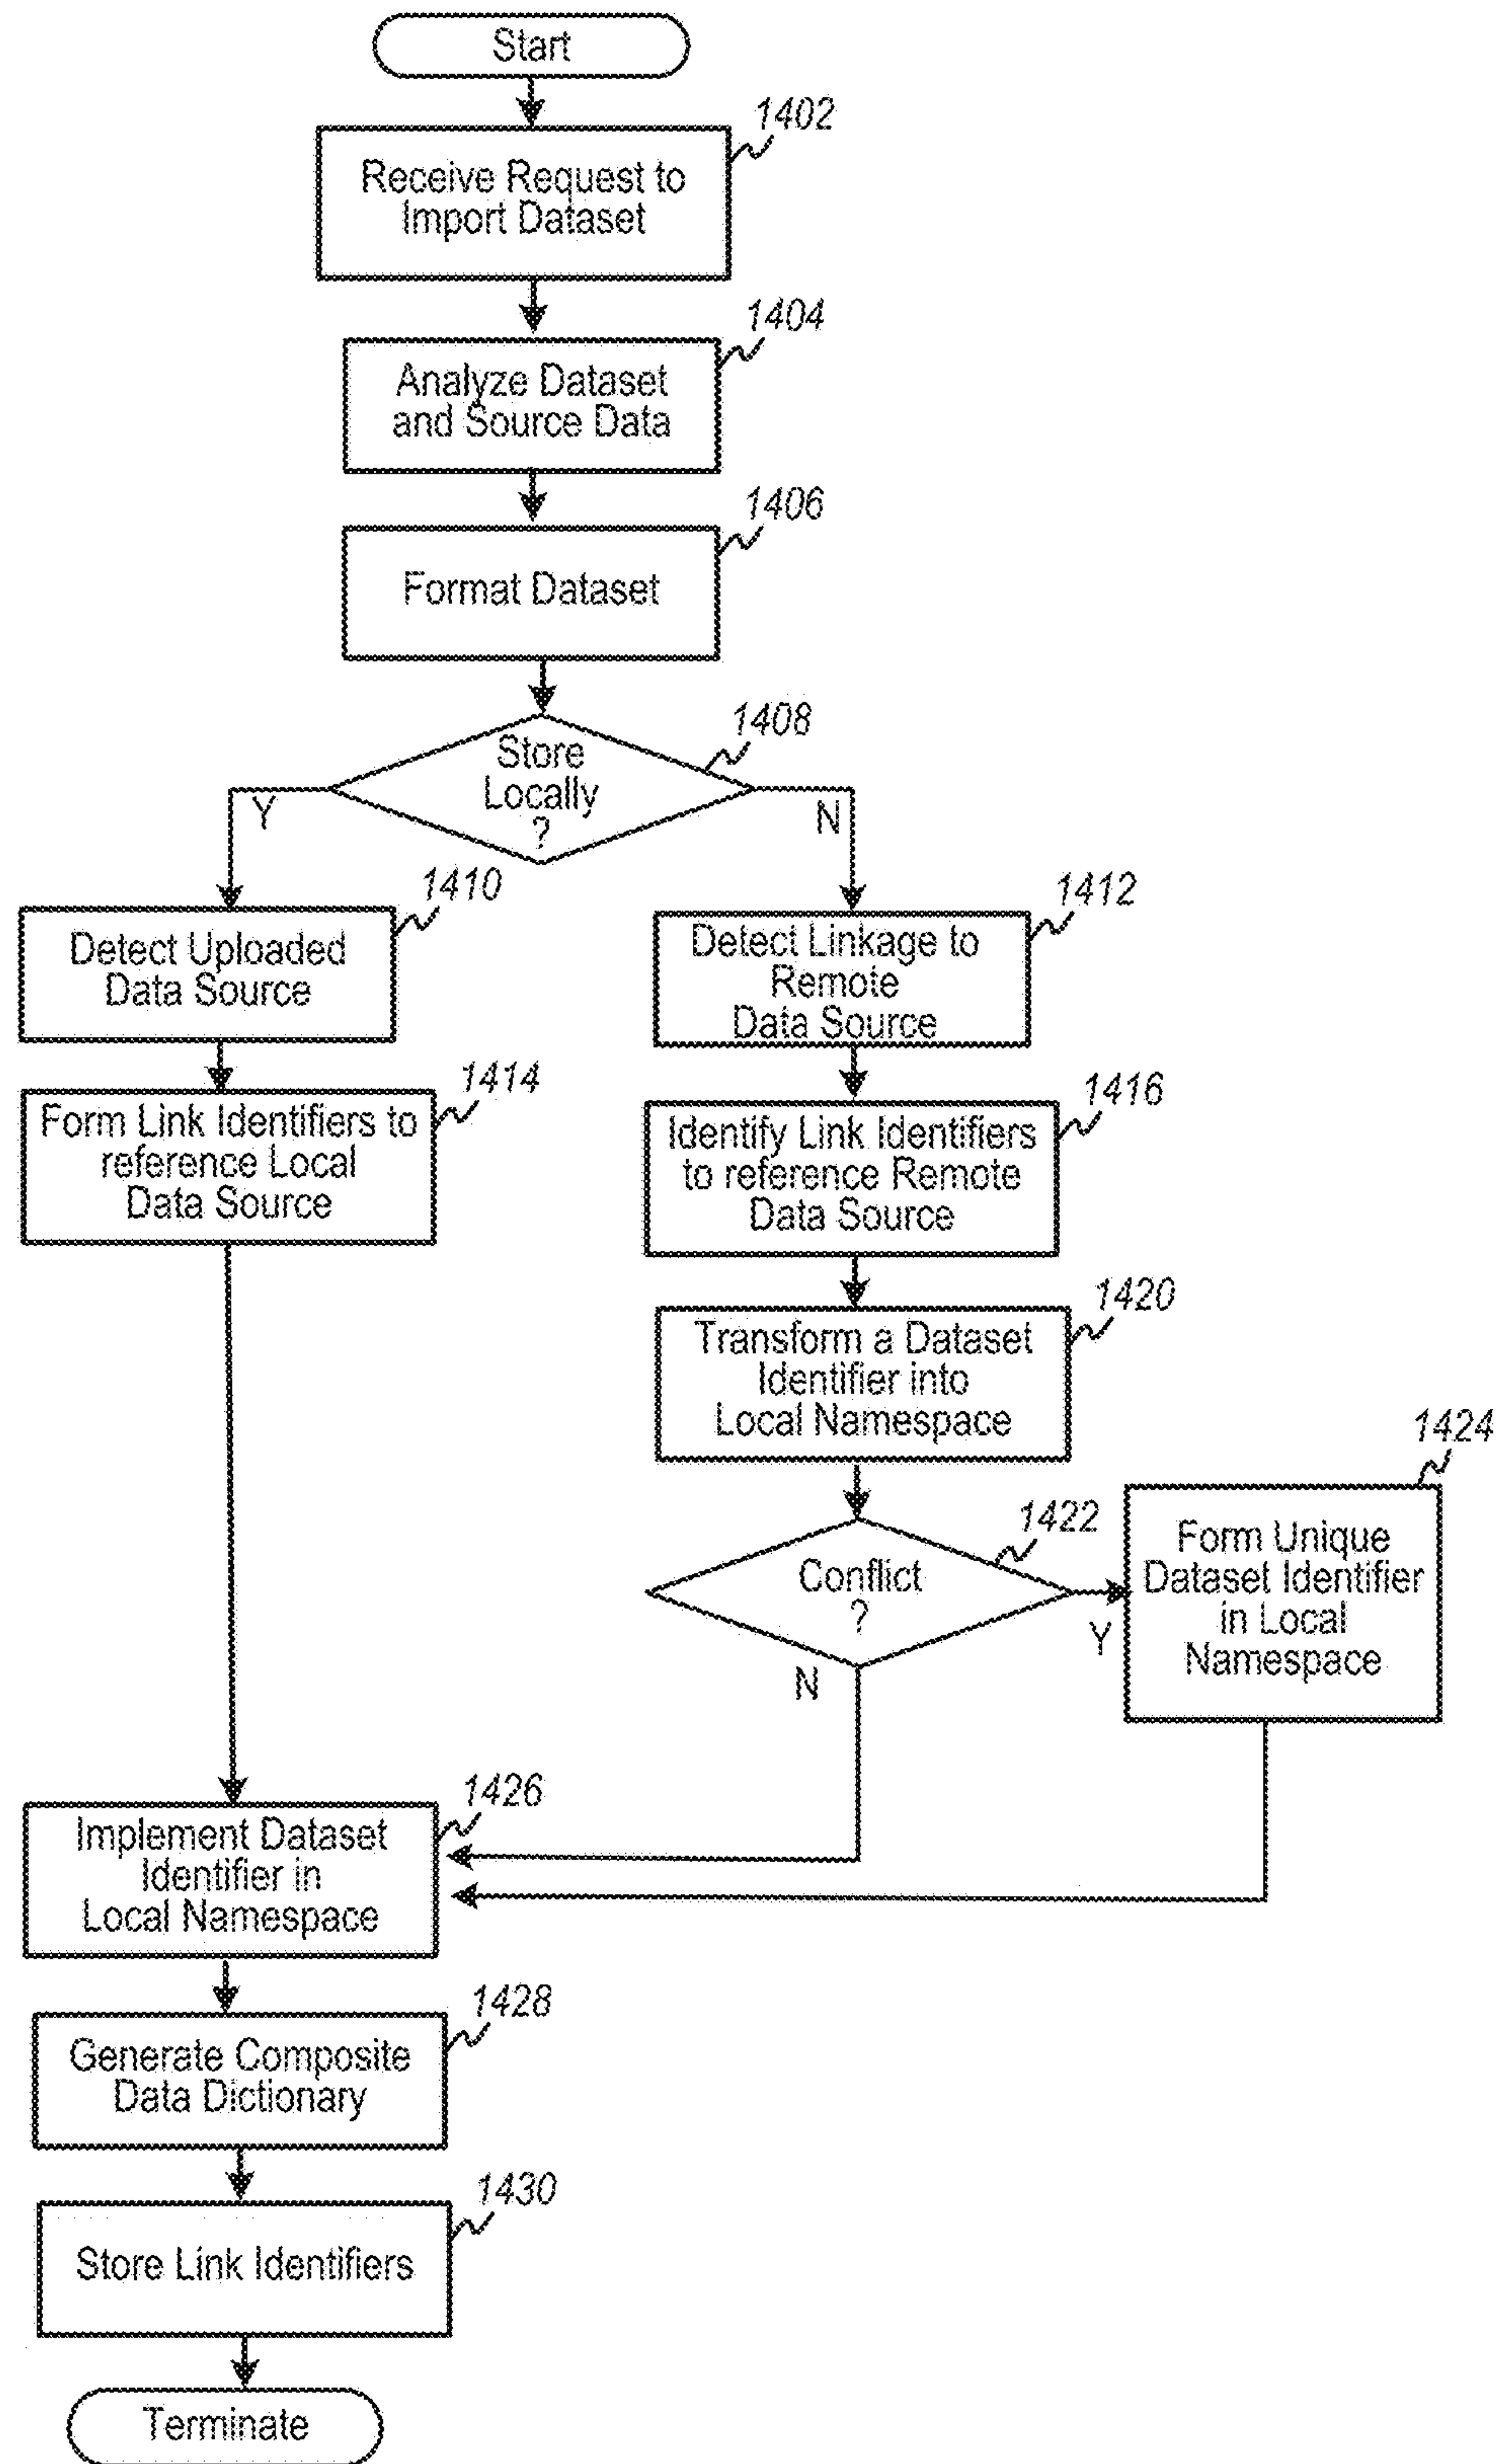 Start
1402
Receive Request to
Import Dataset
1404
Analyze Dataset
and Source Data
1406
Format Dataset
1408
Store
Locally
?
Y
N
1410
Detect Uploaded
Data Source
1412
Detect Linkage to
Remote
Data Source
1414
Form Link Identifiers to
reference Local
Data Source
1416
Identify Link Identifiers
to reference Remote
Data Source
1420
Transform a Dataset
Identifier into
Local Namespace
1422
Conflict
?
Y
N
1424
Form Unique
Dataset Identifier
in Local
Namespace
1426
Implement Dataset
Identifier in
Local Namespace
1428
Generate Composite
Data Dictionary
1430
Store Link Identifiers
Terminate